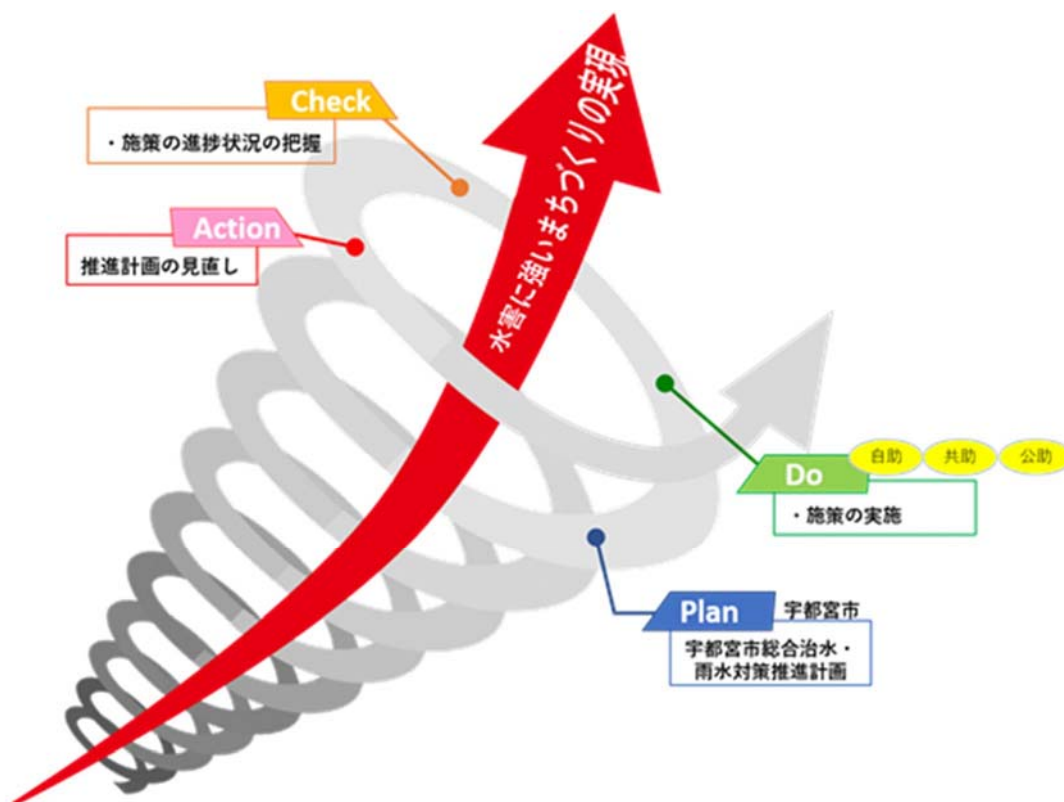 水害に強いまちづくりの実現
Check
・施策の進捗状況の把握
Action
推進計画の見直し
自助 共助 公助
Do
・施策の実施
Plan 宇都宮市
宇都宮市総合治水・
雨水対策推進計画